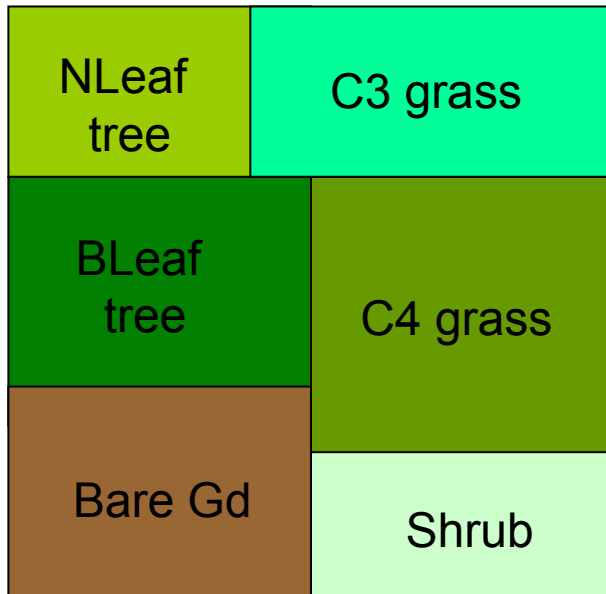 NLeaf
tree
C3 grass
BLeaf
tree
C4 grass
Bare Gd
Shrub